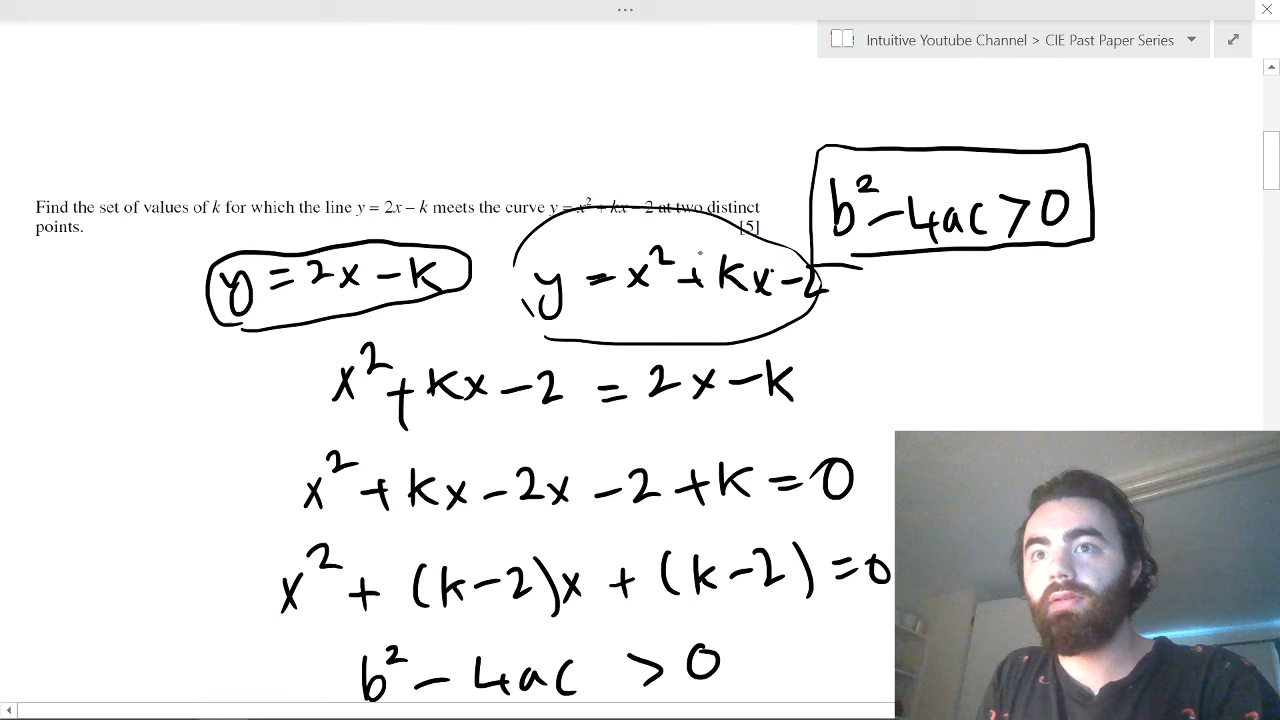 Intuitive Youtube Channel > CIE Past Paper Series
Find the set of values of k for which the line y = 2x − k meets the curve y = x² + kx − 2 at two distinct
points. [5]
b² − 4ac > 0
y = 2x − k y = x² + kx − 2
x² + kx − 2 = 2x − k
x² + kx − 2x − 2 + k = 0
x² + (k − 2)x + (k − 2) = 0
b² − 4ac > 0